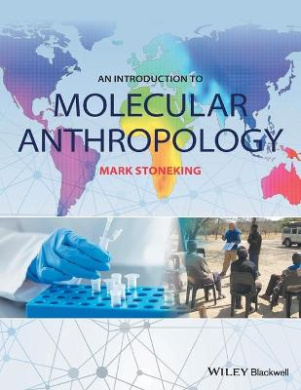 AN INTRODUCTION TO
MOLECULAR
ANTHROPOLOGY
MARK STONEKING
WILEY Blackwell